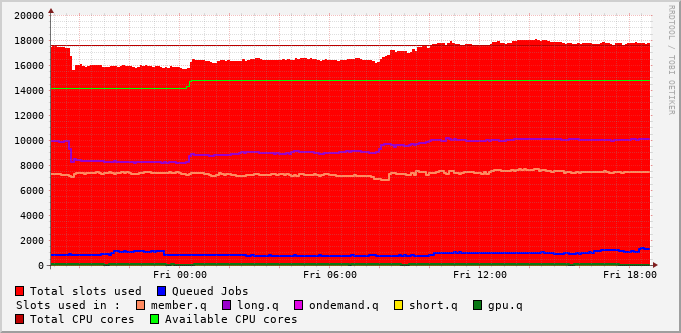 20000
18000
16000
14000
12000
10000
8000
6000
4000
2000
0
Fri 00:00 Fri 06:00 Fri 12:00 Fri 18:00
Total slots used Queued Jobs
Slots used in : member.q long.q ondemand.q short.q gpu.q
Total CPU cores Available CPU cores
RRDTOOL / TOBI OETIKER